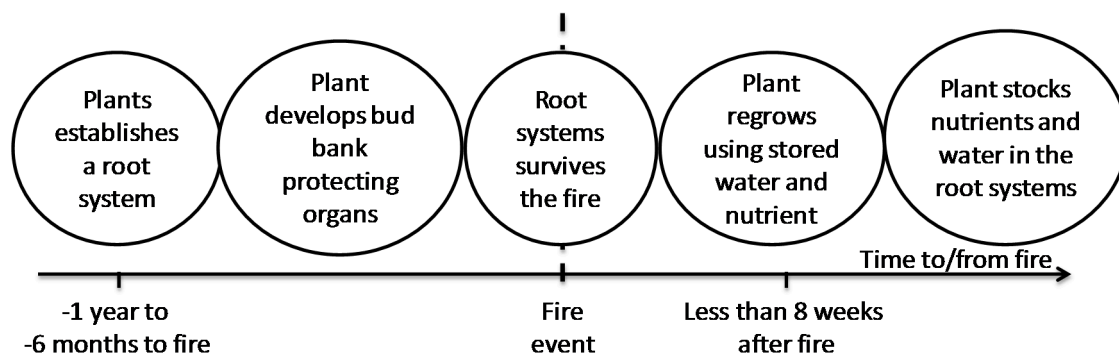 Plants
establishes
a root
system
Plant
develops bud
bank
protecting
organs
Root
systems
survives
the fire
Plant
regrows
using stored
water and
nutrient
Plant stocks
nutrients and
water in the
root systems
Time to/from fire
-1 year to
-6 months to fire
Fire
event
Less than 8 weeks
after fire